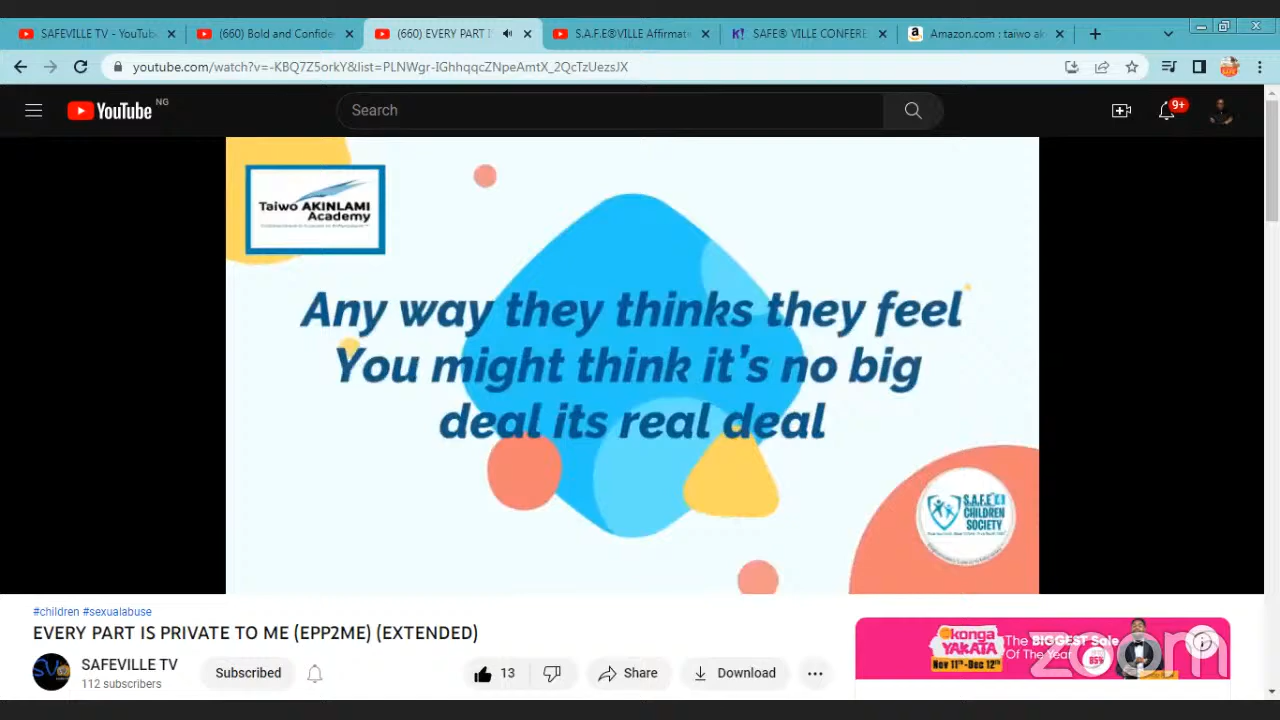 SAFEVILLE TV - YouTub
(660) Bold and Confide
(660) EVERY PART I
S.A.F.E®VILLE Affirmat
K!
SAFE® VILLE CONFERE
Amazon.com : taiwo ak
youtube.com/watch?v=-KBQ7Z5orkY&list=PLNWgr-IGhhqqcZNpeAmtX_2QcTzUezsJX
YouTube NG
Search
9+
Taiwo AKINLAMI
Academy
Any way they thinks they feel
You might think it's no big
deal its real deal
S.A.F.E
CHILDREN
SOCIETY
#children #sexualabuse
EVERY PART IS PRIVATE TO ME (EPP2ME) (EXTENDED)
SV
SAFEVILLE TV
112 subscribers
Subscribed
13
Share
Download
konga
YAKATA
Nov 11th-Dec 12th
The BIGGEST Sale
Of The Year
85%
zoom